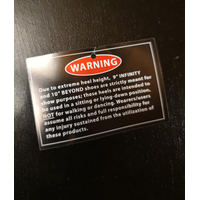 WARNING
Due to extreme heel height, 9" INFINITY
and 10" BEYOND shoes are strictly meant for
show purposes; these heels are intended to
be used in a sitting or lying-down position,
NOT for walking or dancing. Wearers/users
assume all risks and full responsibility for
any injury sustained from the utilization of
these products.